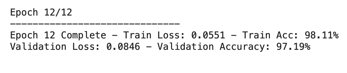 Epoch 12/12
------------------------------
Epoch 12 Complete - Train Loss: 0.0551 - Train Acc: 98.11%
Validation Loss: 0.0846 - Validation Accuracy: 97.19%